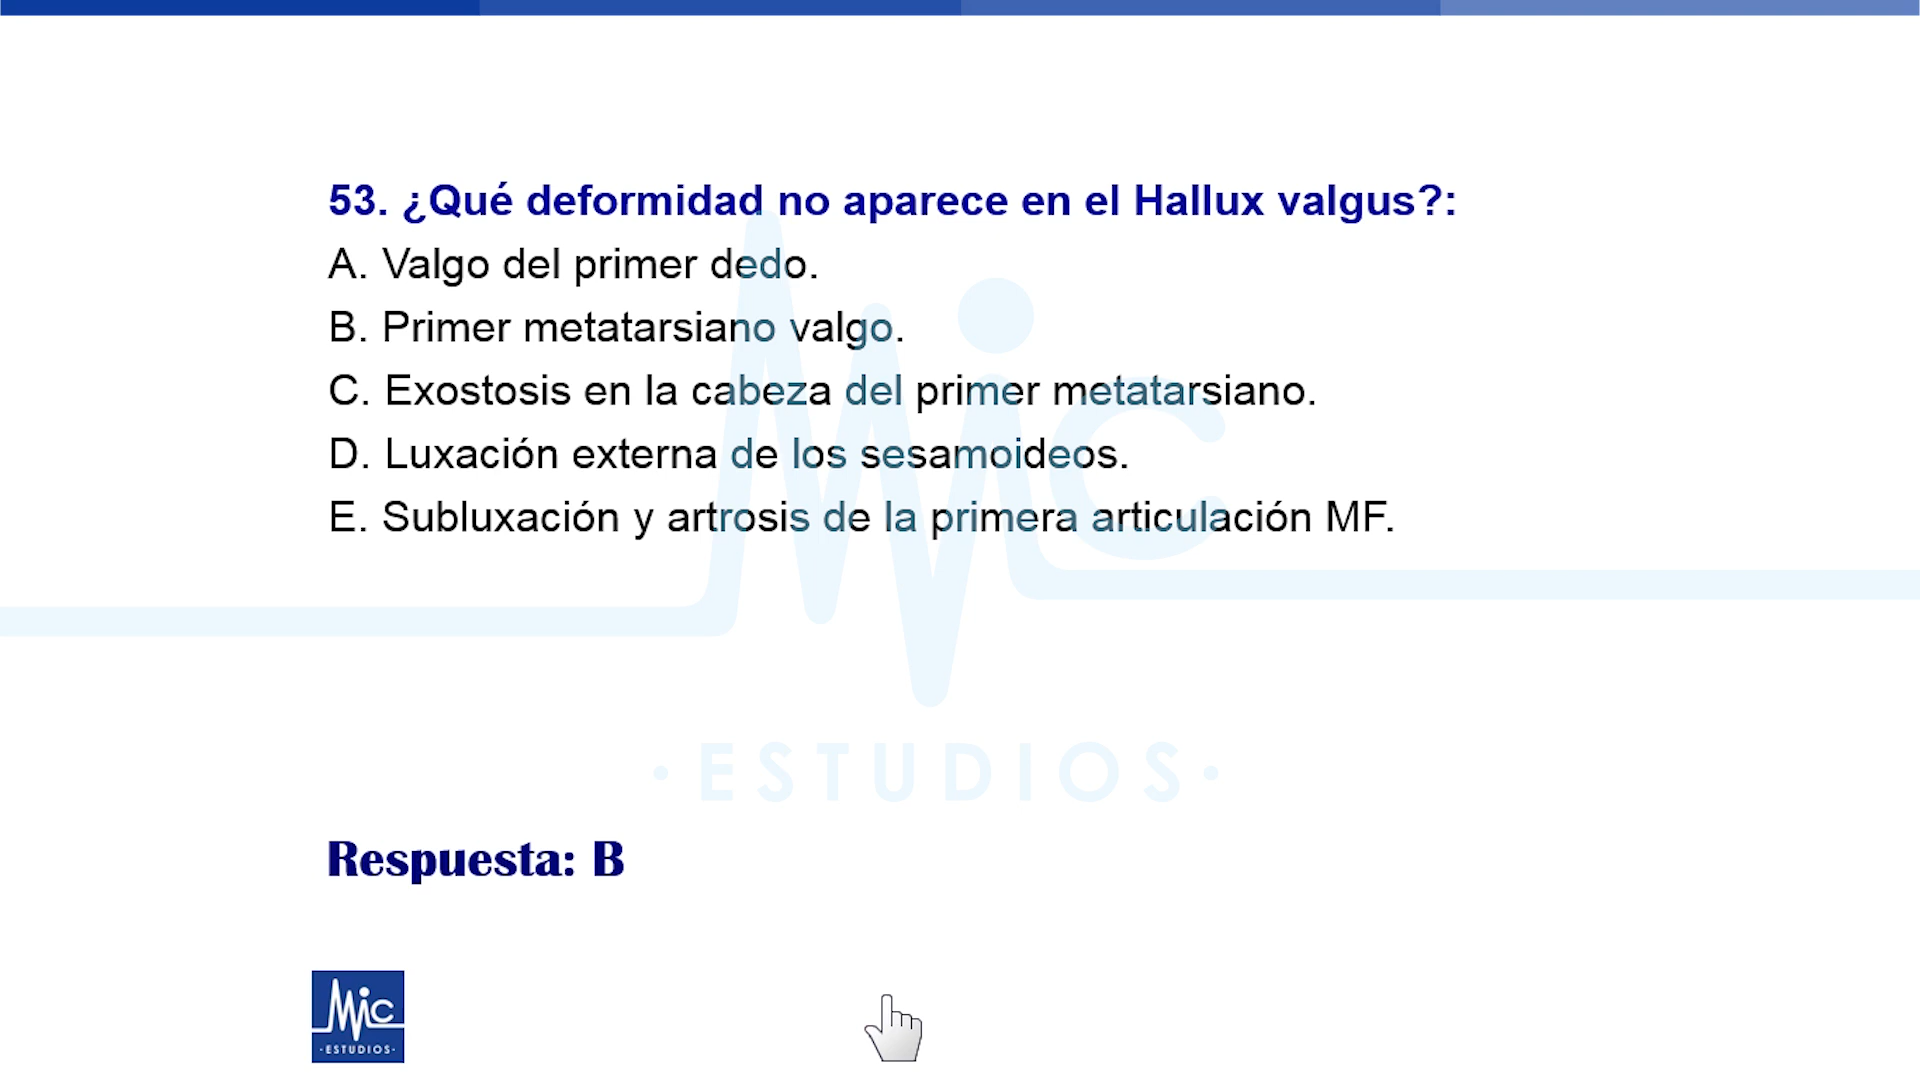 53. ¿Qué deformidad no aparece en el Hallux valgus?:
A. Valgo del primer dedo.
B. Primer metatarsiano valgo.
C. Exostosis en la cabeza del primer metatarsiano.
D. Luxación externa de los sesamoideos.
E. Subluxación y artrosis de la primera articulación MF.
Mic
·ESTUDIOS·
Respuesta: B
Mic
·ESTUDIOS·